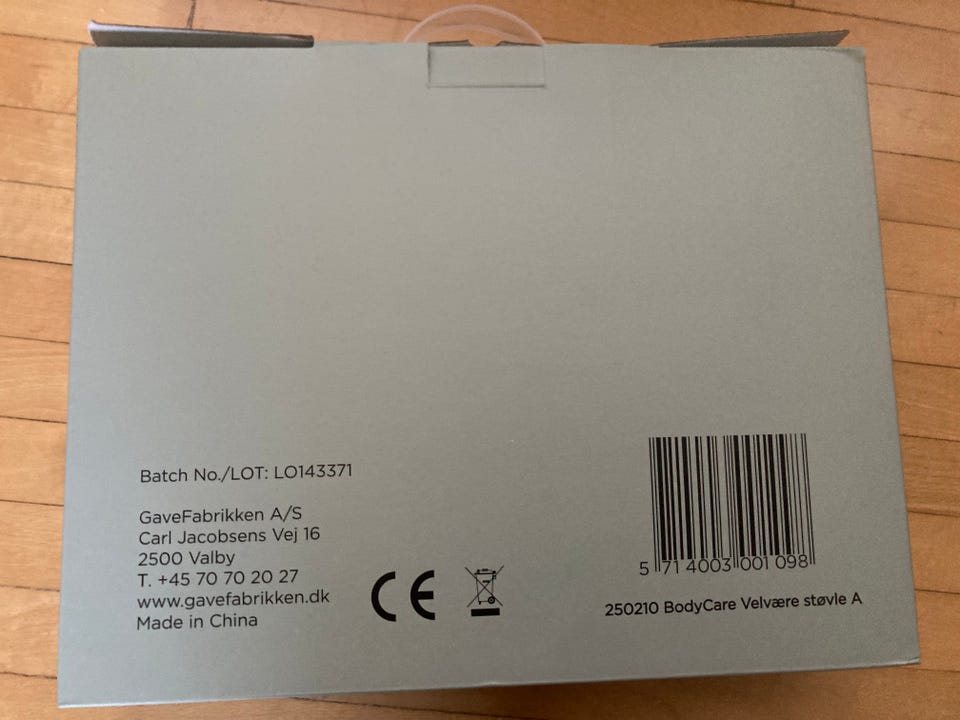 Batch No./LOT: LO143371
GaveFabrikken A/S
Carl Jacobsens Vej 16
2500 Valby
T. +45 70 70 20 27
www.gavefabrikken.dk
Made in China
CE
5 714003 001098
250210 BodyCare Velvære støvle A